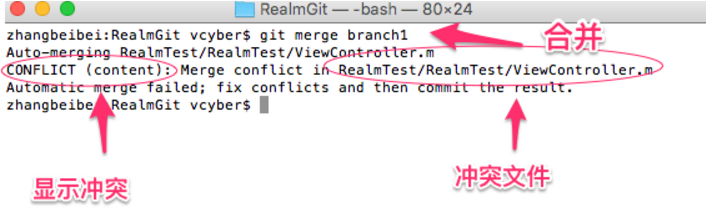 RealmGit — -bash — 80×24
zhangbeibei:RealmGit vcyber$ git merge branch1
合并
Auto-merging RealmTest/RealmTest/ViewController.m
CONFLICT (content): Merge conflict in RealmTest/RealmTest/ViewController.m
Automatic merge failed; fix conflicts and then commit the result.
zhangbeibei:RealmGit vcyber$
显示冲突
冲突文件